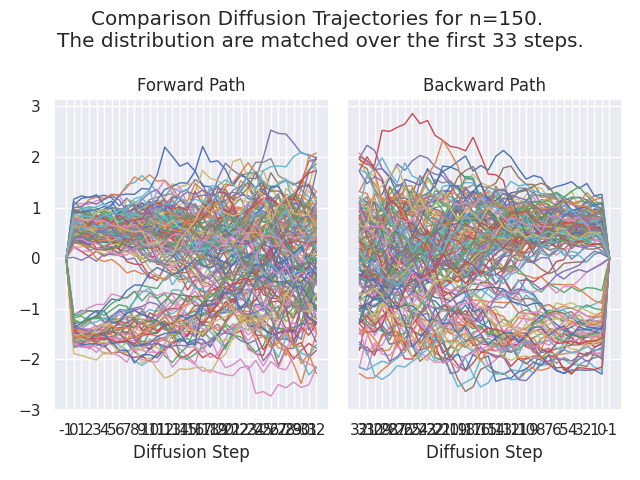 Comparison Diffusion Trajectories for n=150.
The distribution are matched over the first 33 steps.
Forward Path
Backward Path
3
2
1
0
−1
−2
−3
Diffusion Step
Diffusion Step